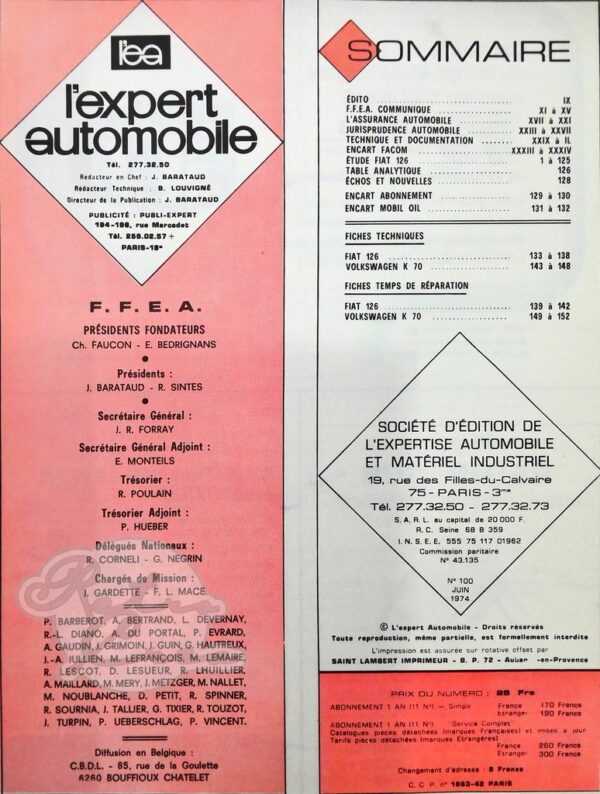 l'ea
l'expert
automobile
Tél. 277.32.50
Rédacteur en Chef : J. BARATAUD
Rédacteur Technique : B. LOUVIGNÉ
Directeur de la Publication : J. BARATAUD
PUBLICITÉ : PUBLI-EXPERT
194-196, rue Marcadet
Tél. 255.02.57 +
PARIS-18e
F. F. E. A.
PRÉSIDENTS FONDATEURS
Ch. FAUCON - E. BEDRIGNANS
Présidents :
J. BARATAUD - R. SINTES
Secrétaire Général :
J. R. FORRAY
Secrétaire Général Adjoint :
E. MONTEILS
Trésorier :
R. POULAIN
Trésorier Adjoint :
P. HUEBER
Délégués Nationaux :
R. CORNELI - G. NEGRIN
Chargés de Mission :
I. GARDETTE - F. L. MACÉ
P. BARBEROT, A. BERTRAND, L. DEVERNAY,
R.-L. DIANO, A. DU PORTAL, P. EVRARD,
A. GAUDIN, J. GRIMOIN, J. GUIN, G. HAUTREUX,
J.-A. JULLIEN, M. LEFRANÇOIS, M. LEMAIRE,
R. LESCOT, D. LESUEUR, R. LHUILLIER,
A. MAILLARD, M. MERY, J. METZGER, M. NALLET,
M. NOUBLANCHE, D. PETIT, R. SPINNER,
R. SOURNIA, J. TALLIER, G. TIXIER, R. TOUZOT,
J. TURPIN, P. UEBERSCHLAG, P. VINCENT.
Diffusion en Belgique :
C.B.D.L. - 85, rue de la Goulette
6260 BOUFFIOUX CHATELET
SOMMAIRE
ÉDITO IX
F.F.E.A. COMMUNIQUE XI à XV
L'ASSURANCE AUTOMOBILE XVII à XXI
JURISPRUDENCE AUTOMOBILE XXIII à XXVII
TECHNIQUE ET DOCUMENTATION XXIX à IL
ENCART FACOM XXXIII à XXXIV
ÉTUDE FIAT 126 1 à 125
TABLE ANALYTIQUE 126
ÉCHOS ET NOUVELLES 128
ENCART ABONNEMENT 129 à 130
ENCART MOBIL OIL 131 à 132
FICHES TECHNIQUES
FIAT 126 133 à 138
VOLKSWAGEN K 70 143 à 148
FICHES TEMPS DE RÉPARATION
FIAT 126 139 à 142
VOLKSWAGEN K 70 149 à 152
SOCIÉTÉ D'ÉDITION DE
L'EXPERTISE AUTOMOBILE
ET MATÉRIEL INDUSTRIEL
19, rue des Filles-du-Calvaire
75 - PARIS - 3me
Tél. 277.32.50 - 277.32.73
S. A. R. L. au capital de 20 000 F.
R. C. Seine 68 B 359
I. N. S. E. E. 555 75 117 01982
Commission paritaire
N° 43.135
N° 100
JUIN
1974
© L'expert Automobile - Droits réservés
Toute reproduction, même partielle, est formellement interdite
L'impression est assurée sur rotative offset par
SAINT LAMBERT IMPRIMEUR - B. P. 72 - Aulan -en-Provence
PRIX DU NUMERO : 25 Frs
ABONNEMENT 1 AN (11 N°) - Simple France 170 Francs
Etranger 190 Francs
ABONNEMENT 1 AN (11 N°) "Service Complet"
Catalogues pièces détachées (marques Françaises) et mises à jour
Tarifs pièces détachées (marques Etrangères)
France 260 Francs
Etranger 300 Francs
Changement d'adresse : 5 Francs
C. C. P. n° 1963-42 PARIS